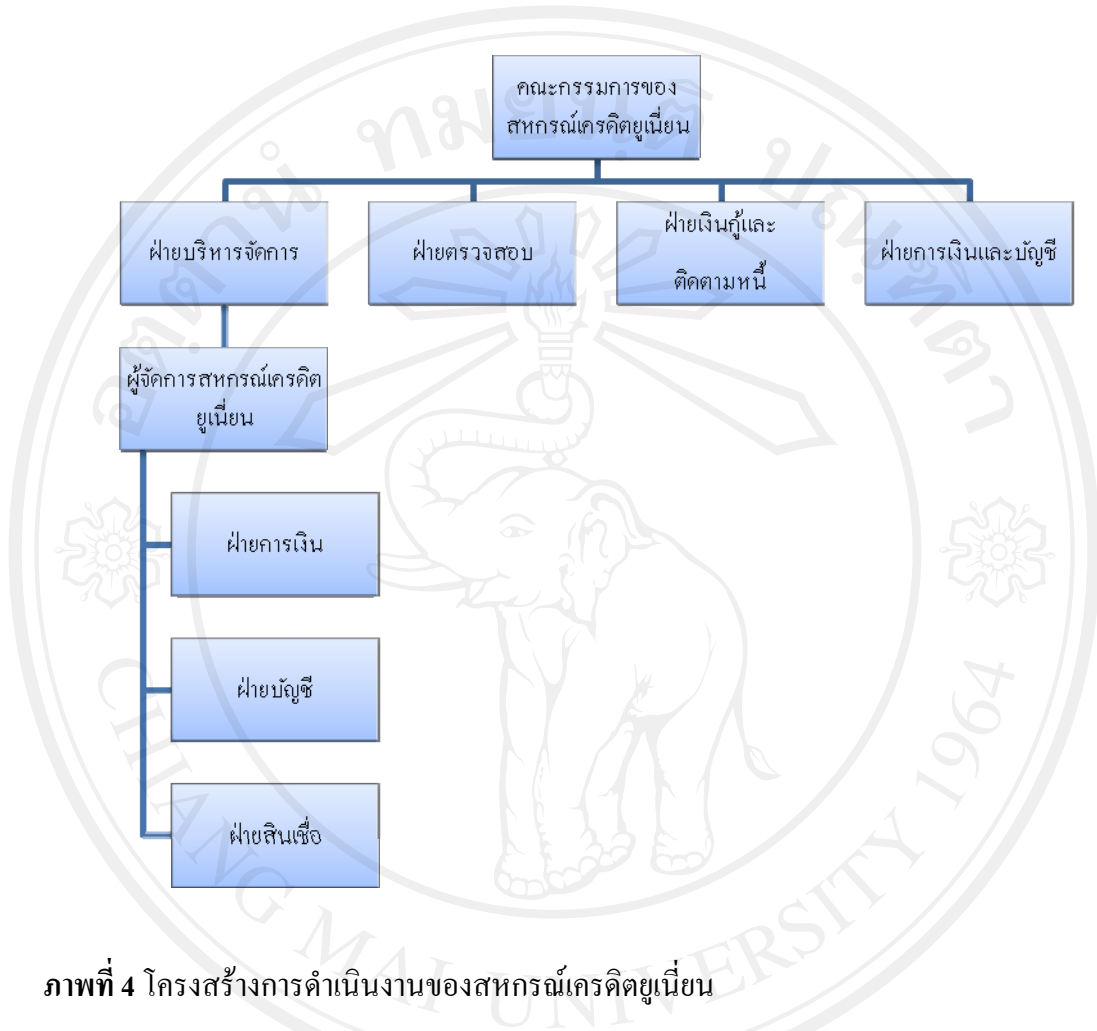 คณะกรรมการของ
สหกรณ์เครดิตยูเนี่ยน
ฝ่ายบริหารจัดการ
ฝ่ายตรวจสอบ
ฝ่ายเงินกู้และ
ติดตามหนี้
ฝ่ายการเงินและบัญชี
ผู้จัดการสหกรณ์เครดิต
ยูเนี่ยน
ฝ่ายการเงิน
ฝ่ายบัญชี
ฝ่ายสินเชื่อ
ภาพที่ 4 โครงสร้างการดำเนินงานของสหกรณ์เครดิตยูเนี่ยน
CHIANG MAI UNIVERSITY 1964